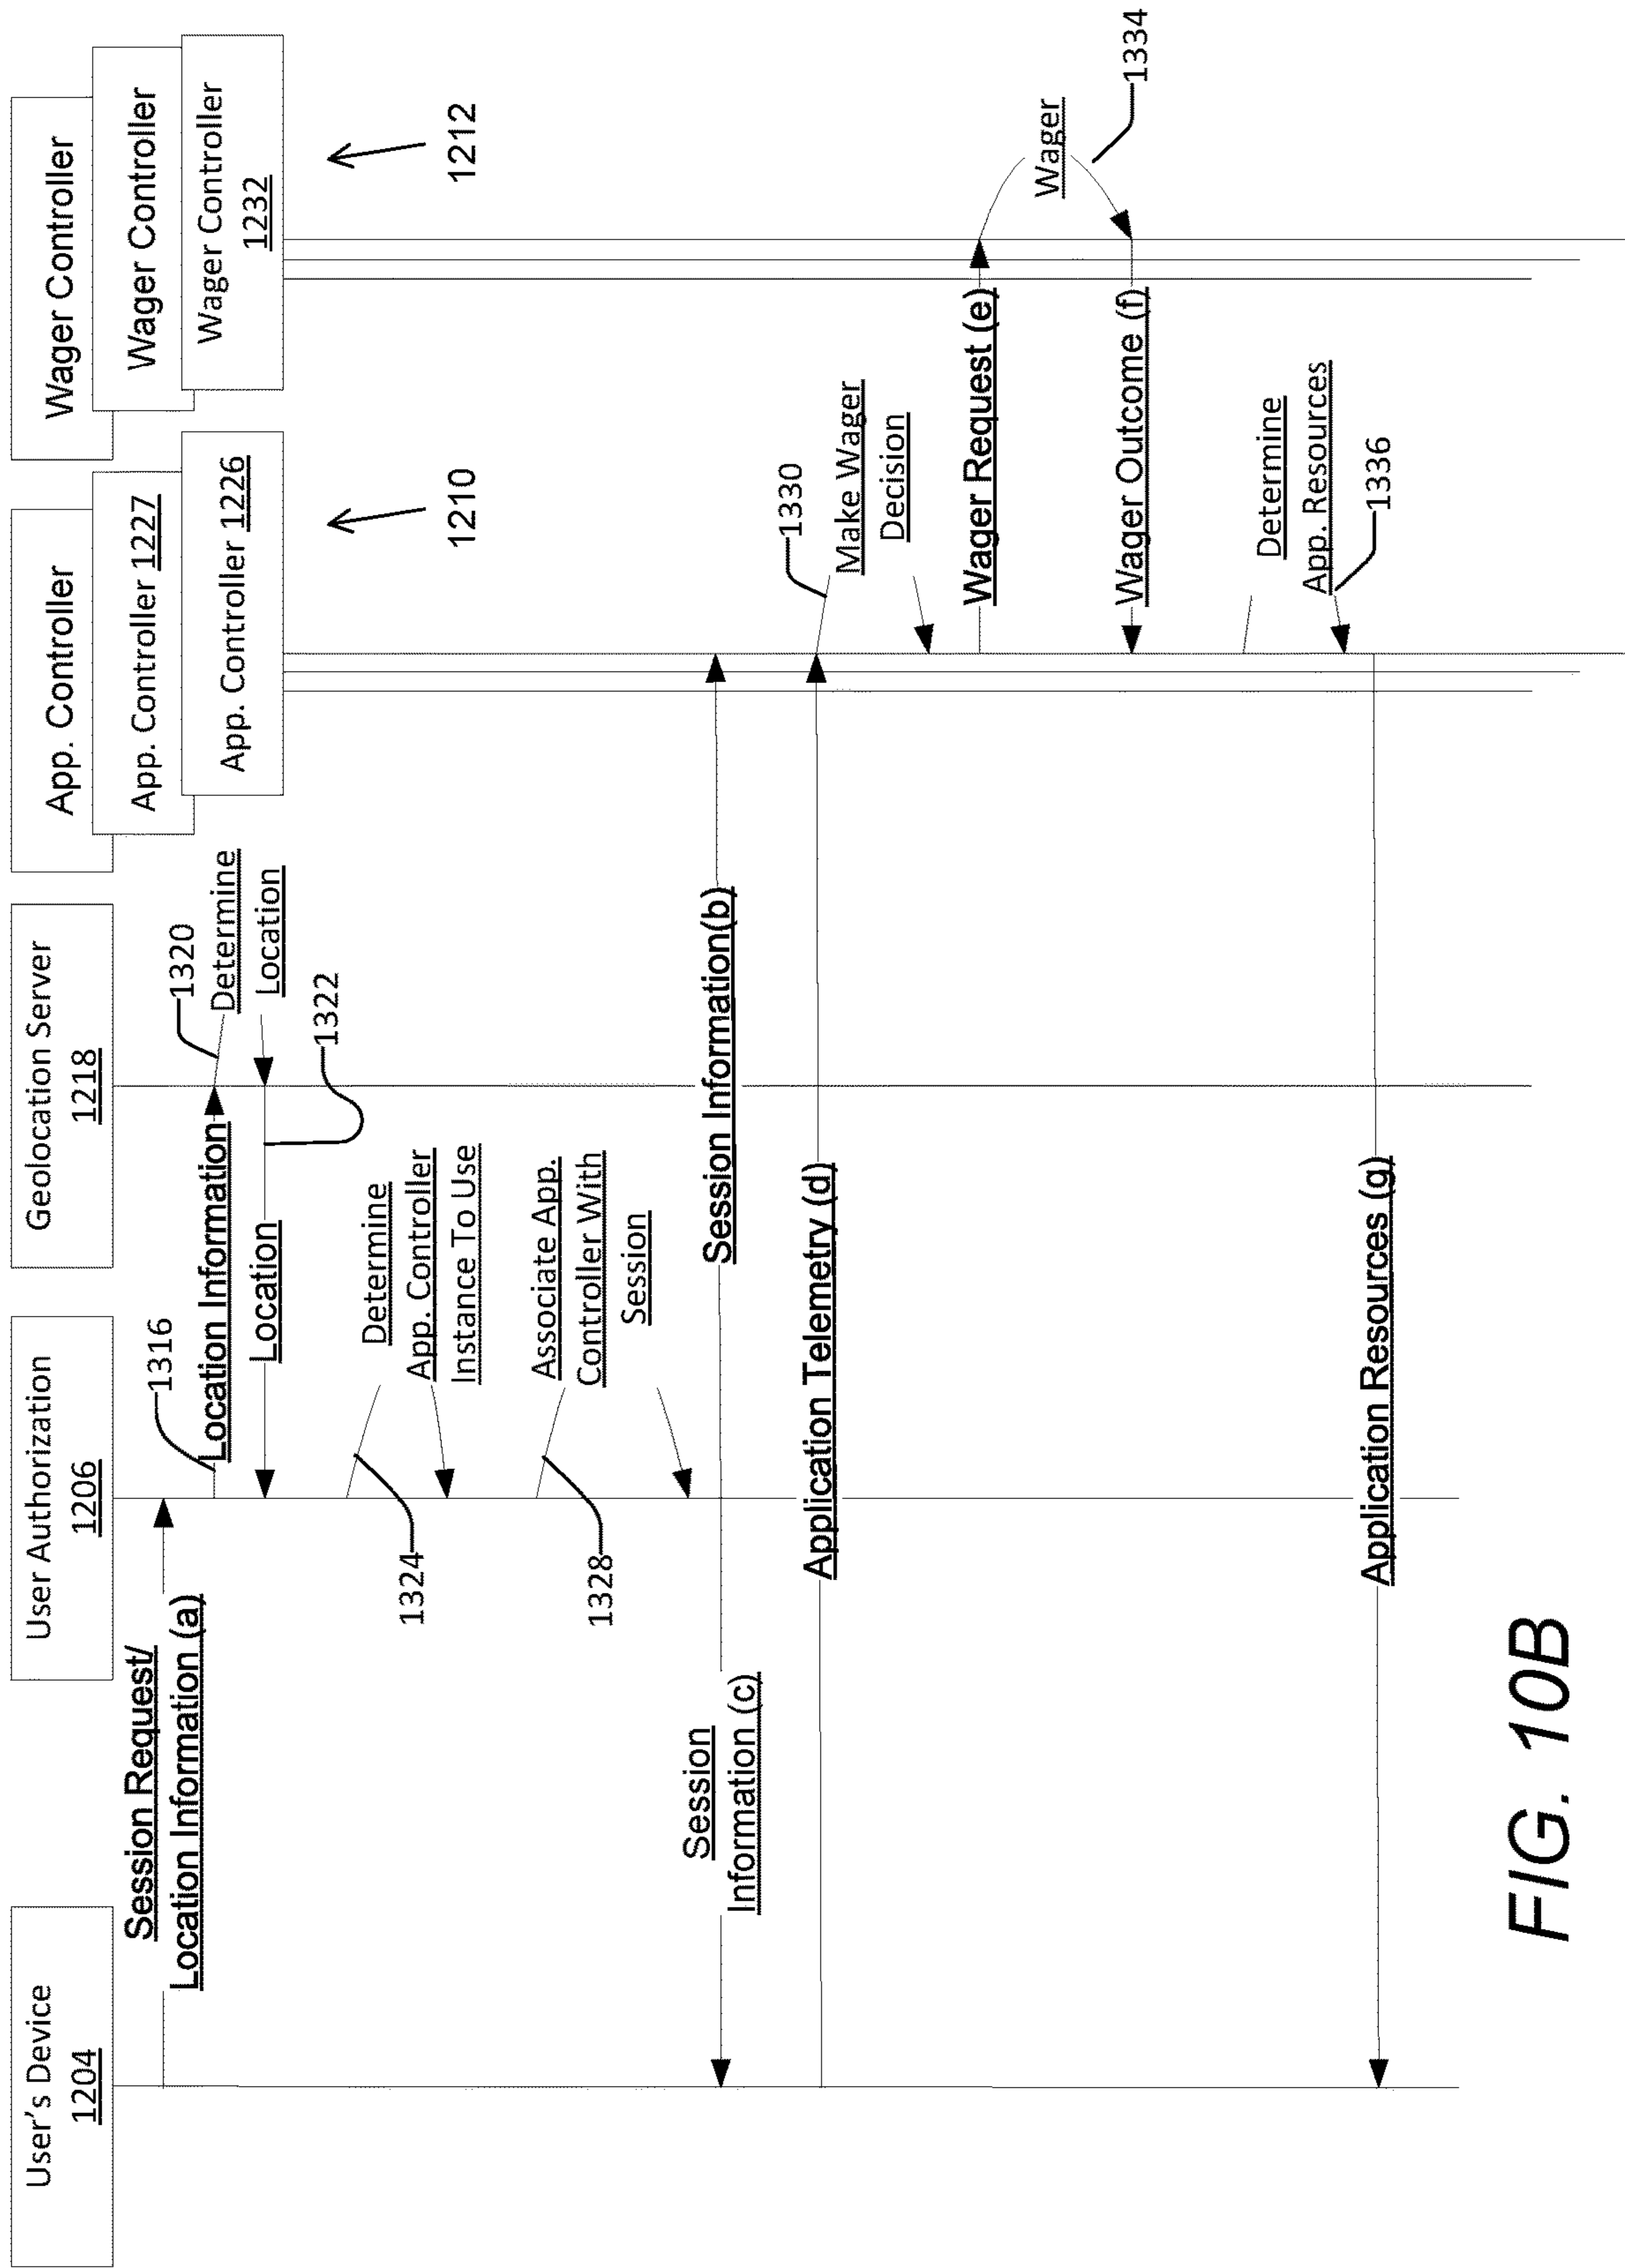 User's Device
1204
User Authorization
1206
Geolocation Server
1218
App. Controller
App. Controller 1227
App. Controller 1226
1210
Wager Controller
Wager Controller
Wager Controller
1232
1212
Session Request/
Location Information (a)
1316
Location Information
1320
Determine
Location
1322
Location
1324
Determine
App. Controller
Instance To Use
1328
Associate App.
Controller With
Session
Session Information(b)
Session
Information (c)
Application Telemetry (d)
1330
Make Wager
Decision
Wager Request (e)
Wager
1334
Wager Outcome (f)
Determine
App. Resources
1336
Application Resources (g)
FIG. 10B